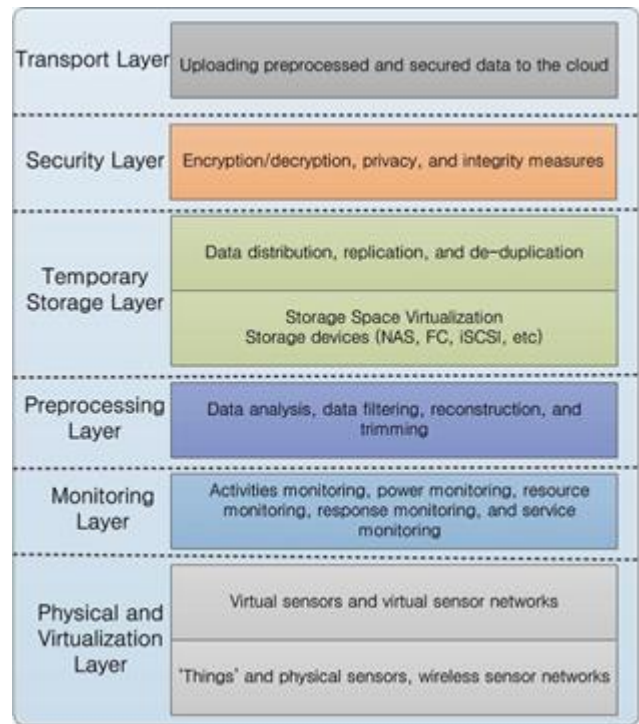 Transport Layer
Uploading preprocessed and secured data to the cloud
Security Layer
Encryption/decryption, privacy, and integrity measures
Temporary
Storage Layer
Data distribution, replication, and de-duplication
Storage Space Virtualization
Storage devices (NAS, FC, iSCSI, etc)
Preprocessing
Layer
Data analysis, data filtering, reconstruction, and
trimming
Monitoring
Layer
Activities monitoring, power monitoring, resource
monitoring, response monitoring, and service
monitoring
Physical and
Virtualization
Layer
Virtual sensors and virtual sensor networks
'Things' and physical sensors, wireless sensor networks